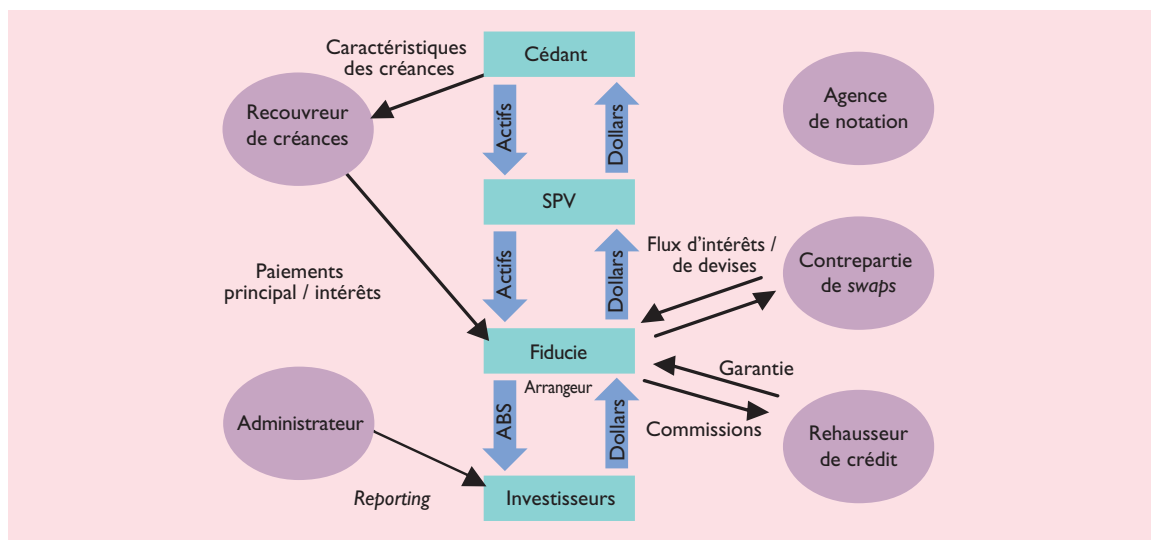 Caractéristiques
des créances
Cédant
Recouvreur
de créances
Agence
de notation
Actifs
Dollars
SPV
Actifs
Dollars
Flux d'intérêts /
de devises
Contrepartie
de swaps
Paiements
principal / intérêts
Fiducie
Arrangeur
Garantie
ABS
Dollars
Commissions
Administrateur
Rehausseur
de crédit
Reporting
Investisseurs